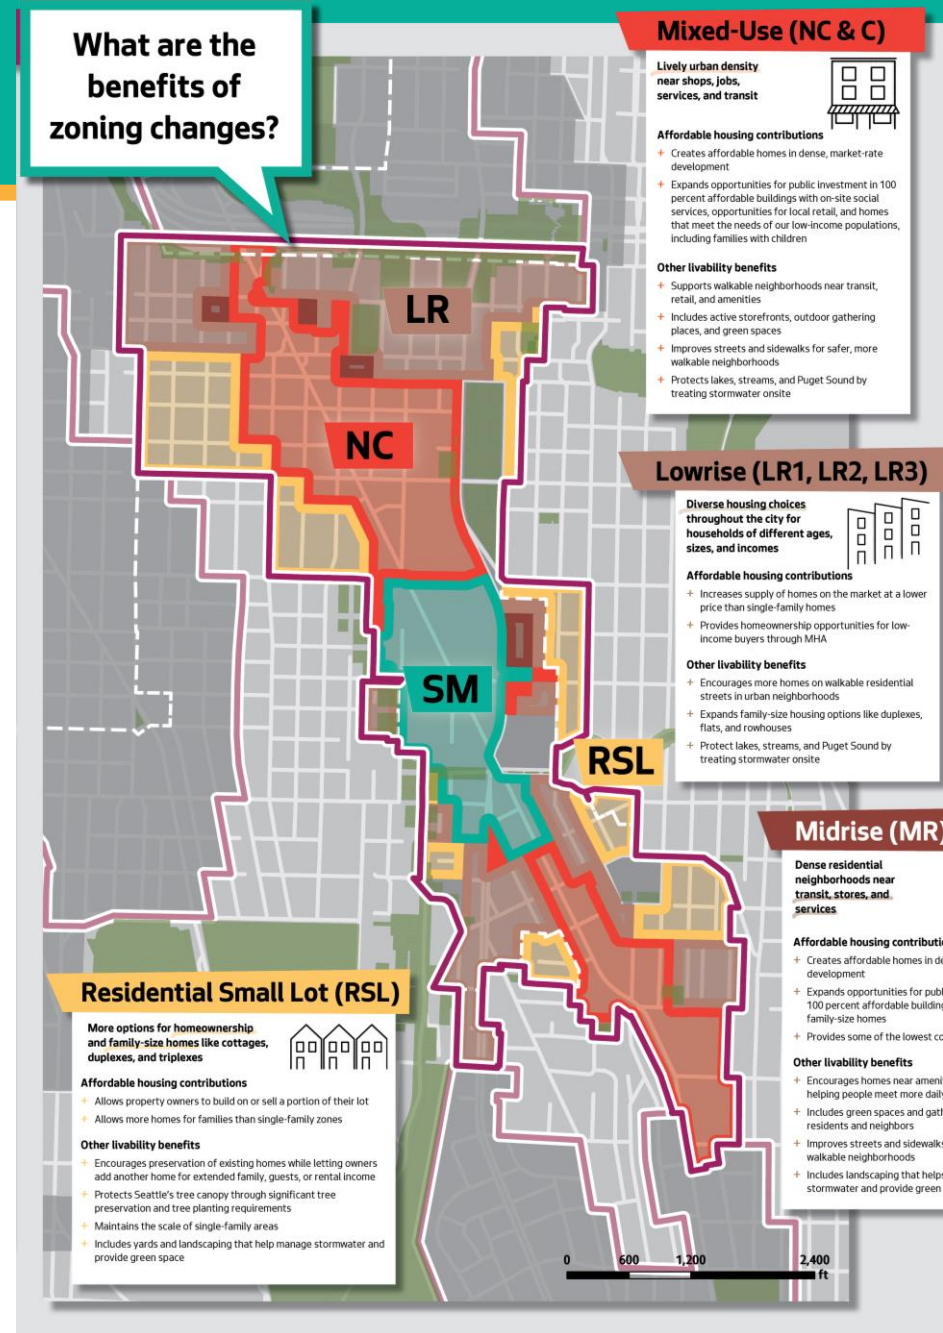 What are the
benefits of
zoning changes?
Mixed-Use (NC & C)
Lively urban density
near shops, jobs,
services, and transit
Affordable housing contributions
+ Creates affordable homes in dense, market-rate
development
+ Expands opportunities for public investment in 100
percent affordable buildings with on-site social
services, opportunities for local retail, and homes
that meet the needs of our low-income populations,
including families with children
Other livability benefits
+ Supports walkable neighborhoods near transit,
retail, and amenities
+ Includes active storefronts, outdoor gathering
places, and green spaces
+ Improves streets and sidewalks for safer, more
walkable neighborhoods
+ Protects lakes, streams, and Puget Sound by
treating stormwater onsite
LR
NC
SM
RSL
Lowrise (LR1, LR2, LR3)
Diverse housing choices
throughout the city for
households of different ages,
sizes, and incomes
Affordable housing contributions
+ Increases supply of homes on the market at a lower
price than single-family homes
+ Provides homeownership opportunities for low-
income buyers through MHA
Other livability benefits
+ Encourages more homes on walkable residential
streets in urban neighborhoods
+ Expands family-size housing options like duplexes,
flats, and rowhouses
+ Protect lakes, streams, and Puget Sound by
treating stormwater onsite
Midrise (MR)
Dense residential
neighborhoods near
transit, stores, and
services
Affordable housing
+ Creates affordable homes in
development
+ Expands opportunities for
100 percent affordable
family-size homes
+ Provides some of the lowest
Other livability benefits
+ Encourages homes near
helping people meet more daily
+ Includes green spaces and
residents and neighbors
+ Improves streets and sidewalks
walkable neighborhoods
+ Includes landscaping that helps
stormwater and provide green
Residential Small Lot (RSL)
More options for homeownership
and family-size homes like cottages,
duplexes, and triplexes
Affordable housing contributions
+ Allows property owners to build on or sell a portion of their lot
+ Allows more homes for families than single-family zones
Other livability benefits
+ Encourages preservation of existing homes while letting owners
add another home for extended family, guests, or rental income
+ Protects Seattle's tree canopy through significant tree
preservation and tree planting requirements
+ Maintains the scale of single-family areas
+ Includes yards and landscaping that help manage stormwater and
provide green space
0 600 1,200 2,400
ft